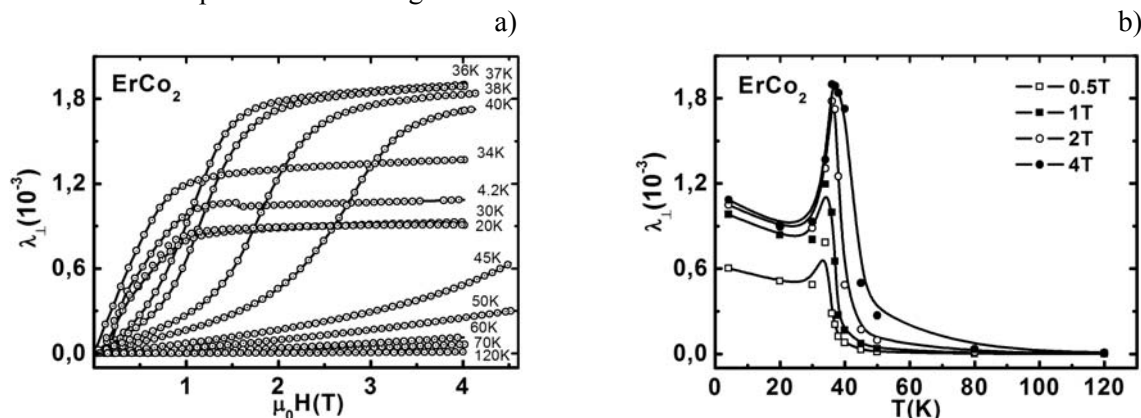 a)
b)
ErCo₂
36K 37K
38K
40K
34K
4.2K
30K
20K
45K
50K
60K
70K
120K
λ⊥(10⁻³)
1,8
1,2
0,6
0,0
1 2 3 4
μ₀H(T)
ErCo₂
0.5T
1T
2T
4T
λ⊥(10⁻³)
1,8
1,2
0,6
0,0
0 20 40 60 80 100 120
T(K)